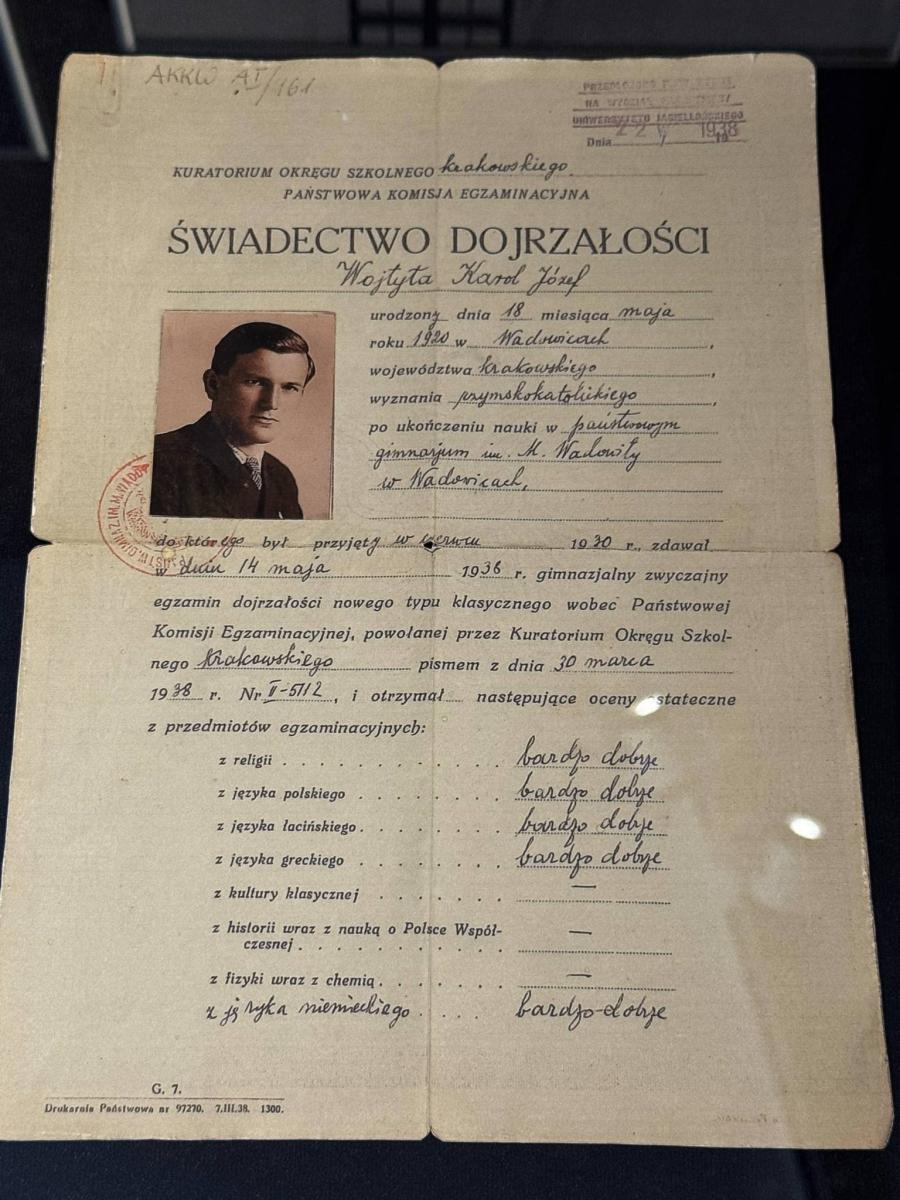 AKKW AI/161
PRZEDŁOŻONO
NA WYDZIAŁ
UNIWERSYTETU JAGIELLOŃSKIEGO
Dnia 22 V 1938
KURATORIUM OKRĘGU SZKOLNEGO krakowskiego
PAŃSTWOWA KOMISJA EGZAMINACYJNA
ŚWIADECTWO DOJRZAŁOŚCI
Wojtyła Karol Józef
urodzony dnia 18 miesiąca maja
roku 1920 w Wadowicach,
województwa krakowskiego,
wyznania rzymskokatolickiego,
po ukończeniu nauki w państwowym
gimnazjum im. M. Wadowity
w Wadowicach,
do którego był przyjęty w czerwcu 1930 r., zdawał
w dniu 14 maja 1938 r. gimnazjalny zwyczajny
egzamin dojrzałości nowego typu klasycznego wobec Państwowej
Komisji Egzaminacyjnej, powołanej przez Kuratorium Okręgu Szkol-
nego Krakowskiego pismem z dnia 30 marca
1938 r. Nr II-5112, i otrzymał następujące oceny ostateczne
z przedmiotów egzaminacyjnych:
z religii . . . . . . . . bardzo dobrze
z języka polskiego . . . . . . . . bardzo dobrze
z języka łacińskiego . . . . . . . . bardzo dobrze
z języka greckiego . . . . . . . . bardzo dobrze
z kultury klasycznej . . . . . . . . —
z historii wraz z nauką o Polsce Współ-
czesnej . . . . . . . . —
z fizyki wraz z chemią . . . . . . . . —
z języka niemieckiego . . . . bardzo dobrze
G. 7.
Drukarnia Państwowa nr 97270. 7.III.38. 1300.